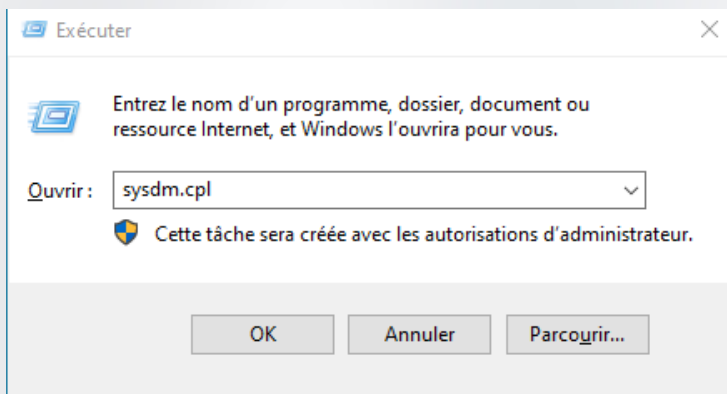 Exécuter
Entrez le nom d'un programme, dossier, document ou
ressource Internet, et Windows l'ouvrira pour vous.
Ouvrir : sysdm.cpl
Cette tâche sera créée avec les autorisations d'administrateur.
OK Annuler Parcourir...